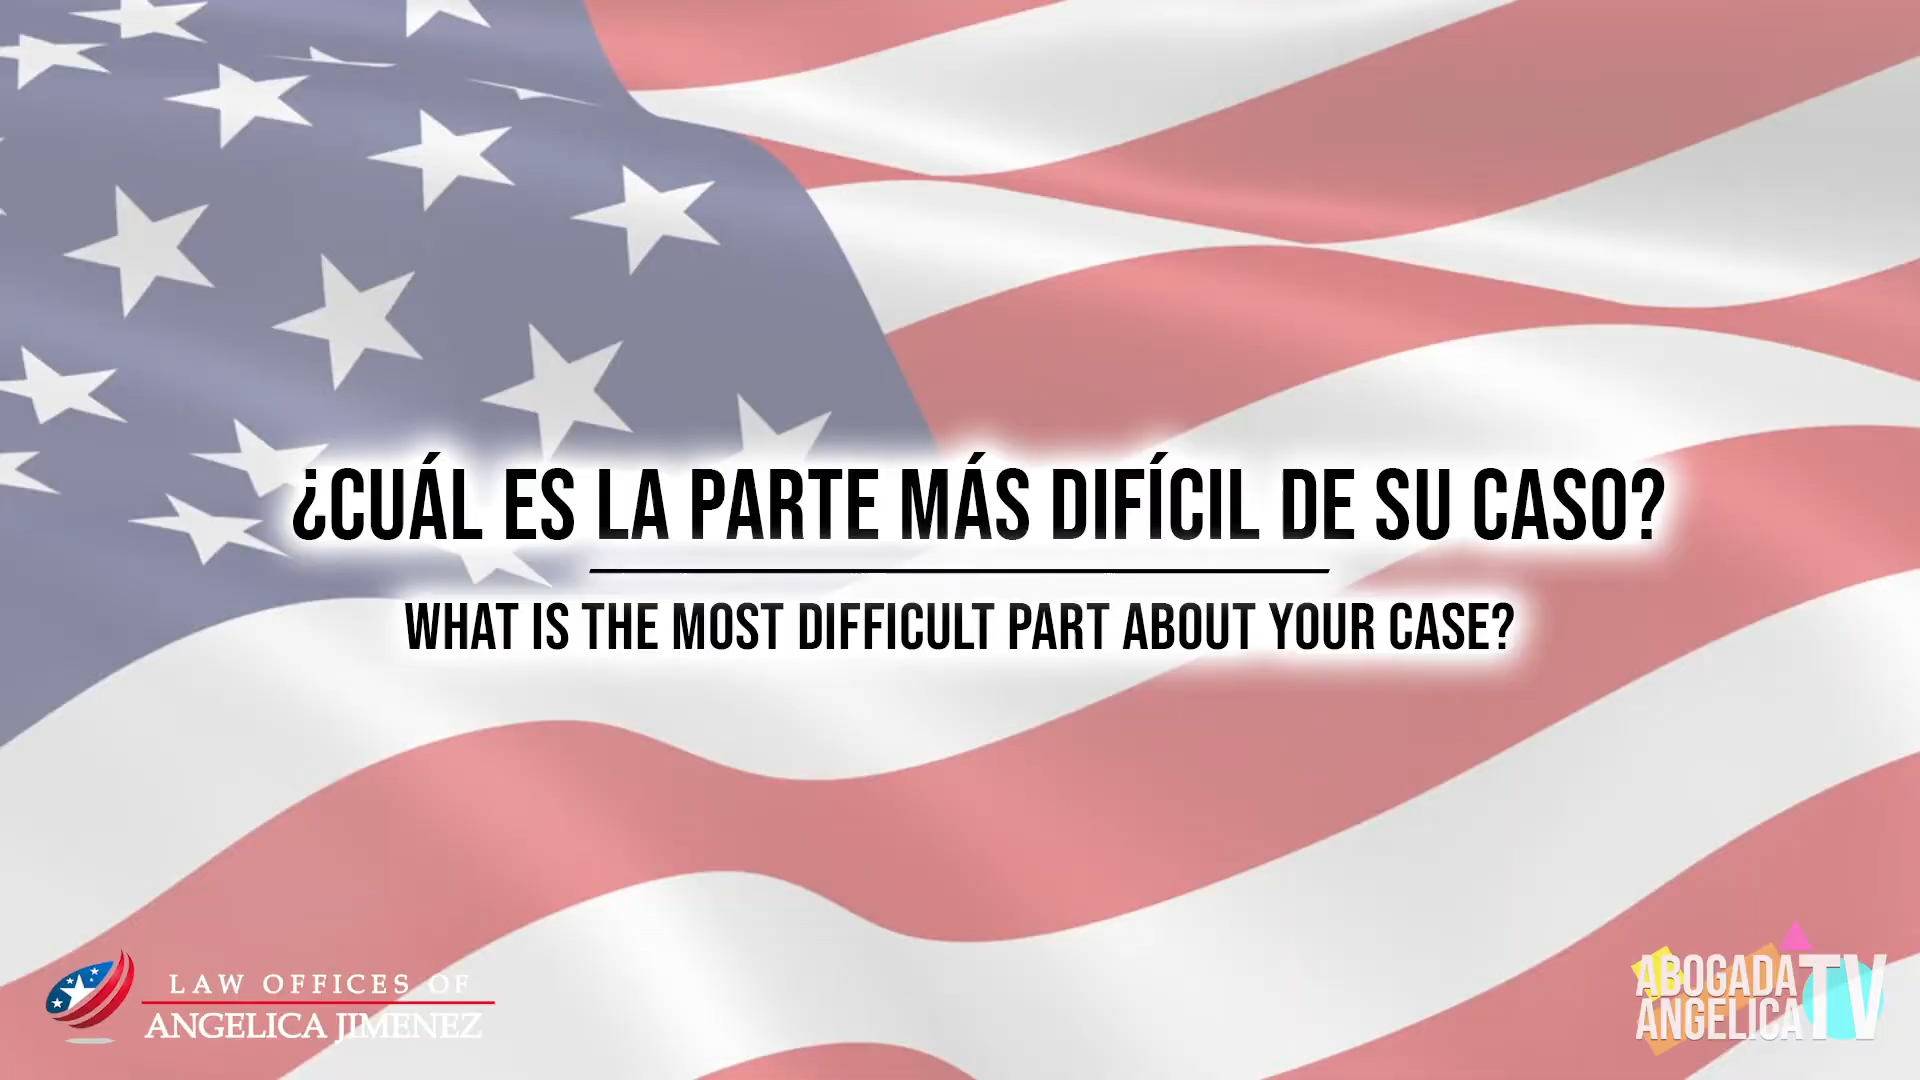 ¿CUÁL ES LA PARTE MÁS DIFÍCIL DE SU CASO?
WHAT IS THE MOST DIFFICULT PART ABOUT YOUR CASE?
LAW OFFICES OF
ANGELICA JIMENEZ
ABOGADA
ANGELICA
TV